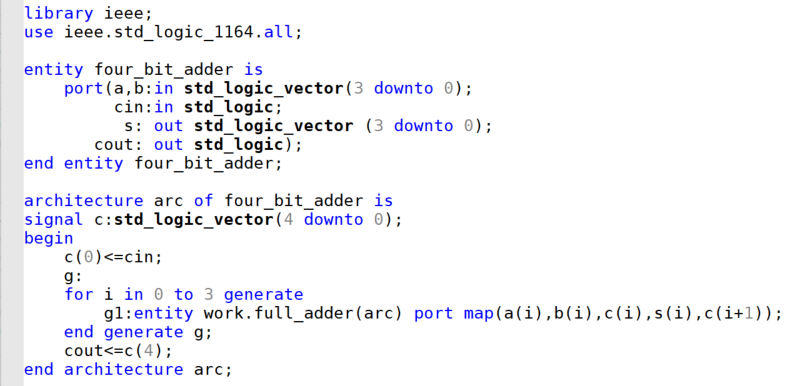 library ieee;
use ieee.std_logic_1164.all;

entity four_bit_adder is
    port(a,b:in std_logic_vector(3 downto 0);
         cin:in std_logic;
          s: out std_logic_vector (3 downto 0);
       cout: out std_logic);
end entity four_bit_adder;

architecture arc of four_bit_adder is
signal c:std_logic_vector(4 downto 0);
begin
    c(0)<=cin;
    g:
    for i in 0 to 3 generate
        g1:entity work.full_adder(arc) port map(a(i),b(i),c(i),s(i),c(i+1));
    end generate g;
    cout<=c(4);
end architecture arc;